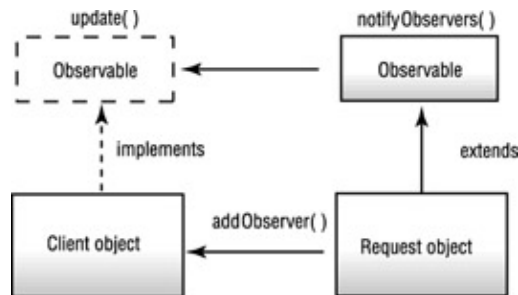 update( )
notifyObservers( )
Observable
Observable
implements
extends
addObserver( )
Client object
Request object